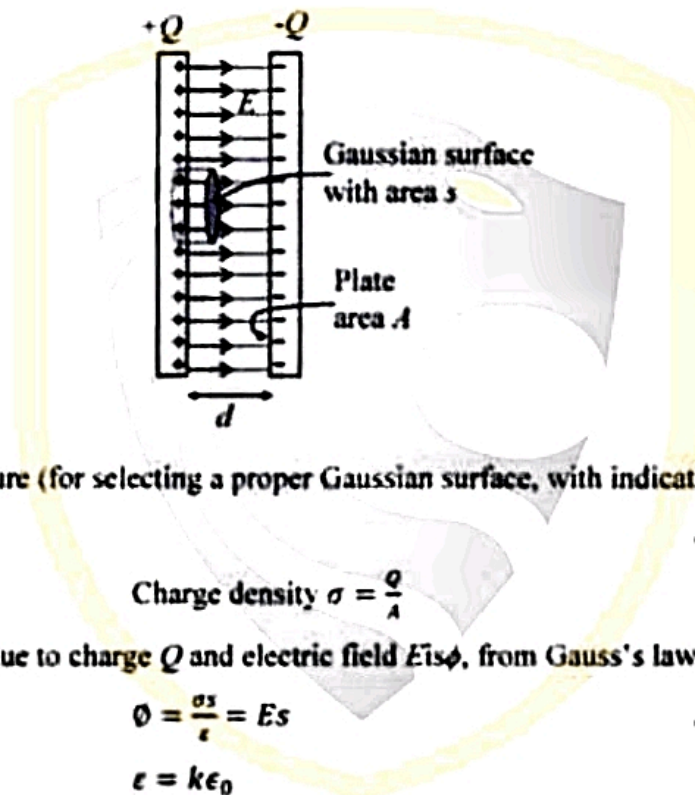 +Q -Q
E
Gaussian surface
with area s
Plate
area A
d
ure (for selecting a proper Gaussian surface, with indicat
Charge density σ = Q/A
ue to charge Q and electric field Eisϕ, from Gauss's law
Ø = σs/ε = Es
ε = kϵ₀